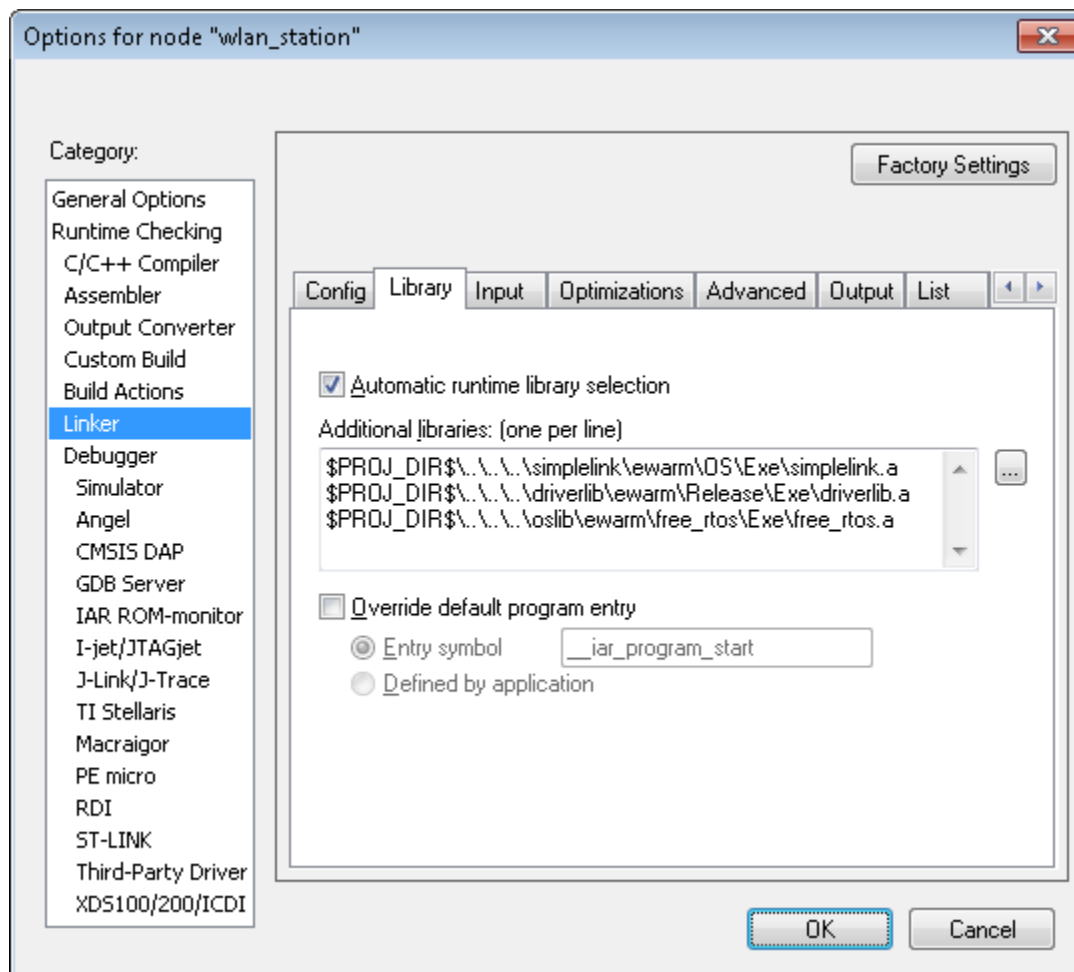 Options for node "wlan_station"
Category:
General Options
Runtime Checking
C/C++ Compiler
Assembler
Output Converter
Custom Build
Build Actions
Linker
Debugger
Simulator
Angel
CMSIS DAP
GDB Server
IAR ROM-monitor
I-jet/JTAGjet
J-Link/J-Trace
TI Stellaris
Macraigor
PE micro
RDI
ST-LINK
Third-Party Driver
XDS100/200/ICDI
Factory Settings
Config Library Input Optimizations Advanced Output List
Automatic runtime library selection
Additional libraries: (one per line)
$PROJ_DIR$\..\..\..\simplelink\ewarm\OS\Exe\simplelink.a
$PROJ_DIR$\..\..\..\driverlib\ewarm\Release\Exe\driverlib.a
$PROJ_DIR$\..\..\..\oslib\ewarm\free_rtos\Exe\free_rtos.a
...
Override default program entry
Entry symbol __iar_program_start
Defined by application
OK Cancel